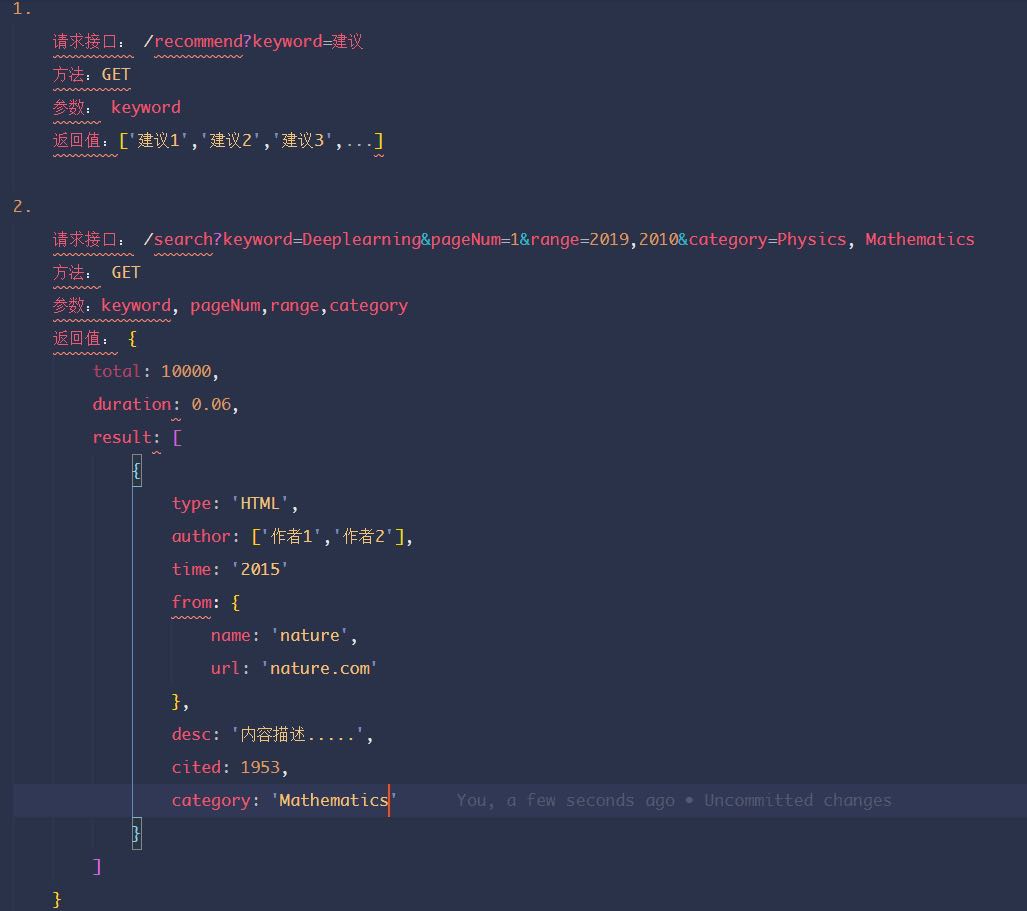 1.
请求接口： /recommend?keyword=建议
方法：GET
参数： keyword
返回值：['建议1','建议2','建议3',...]
2.
请求接口： /search?keyword=Deeplearning&pageNum=1&range=2019,2010&category=Physics, Mathematics
方法： GET
参数：keyword, pageNum,range,category
返回值： {
total: 10000,
duration: 0.06,
result: [
{
type: 'HTML',
author: ['作者1','作者2'],
time: '2015'
from: {
name: 'nature',
url: 'nature.com'
},
desc: '内容描述.....',
cited: 1953,
category: 'Mathematics' You, a few seconds ago • Uncommitted changes
}
]
}